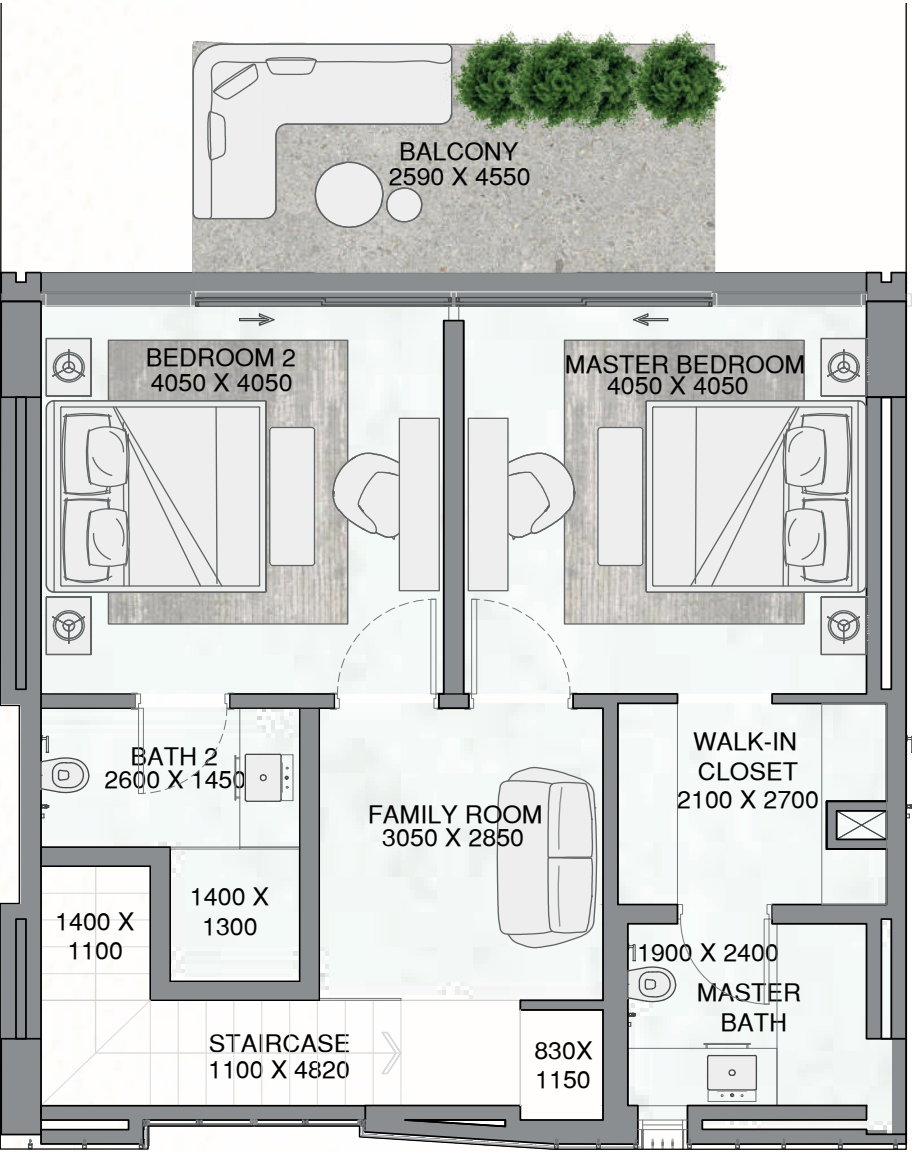 BALCONY
2590 X 4550
BEDROOM 2
4050 X 4050
MASTER BEDROOM
4050 X 4050
BATH 2
2600 X 1450
WALK-IN
CLOSET
2100 X 2700
FAMILY ROOM
3050 X 2850
1400 X
1300
1400 X
1100
1900 X 2400
MASTER
BATH
STAIRCASE
1100 X 4820
830X
1150